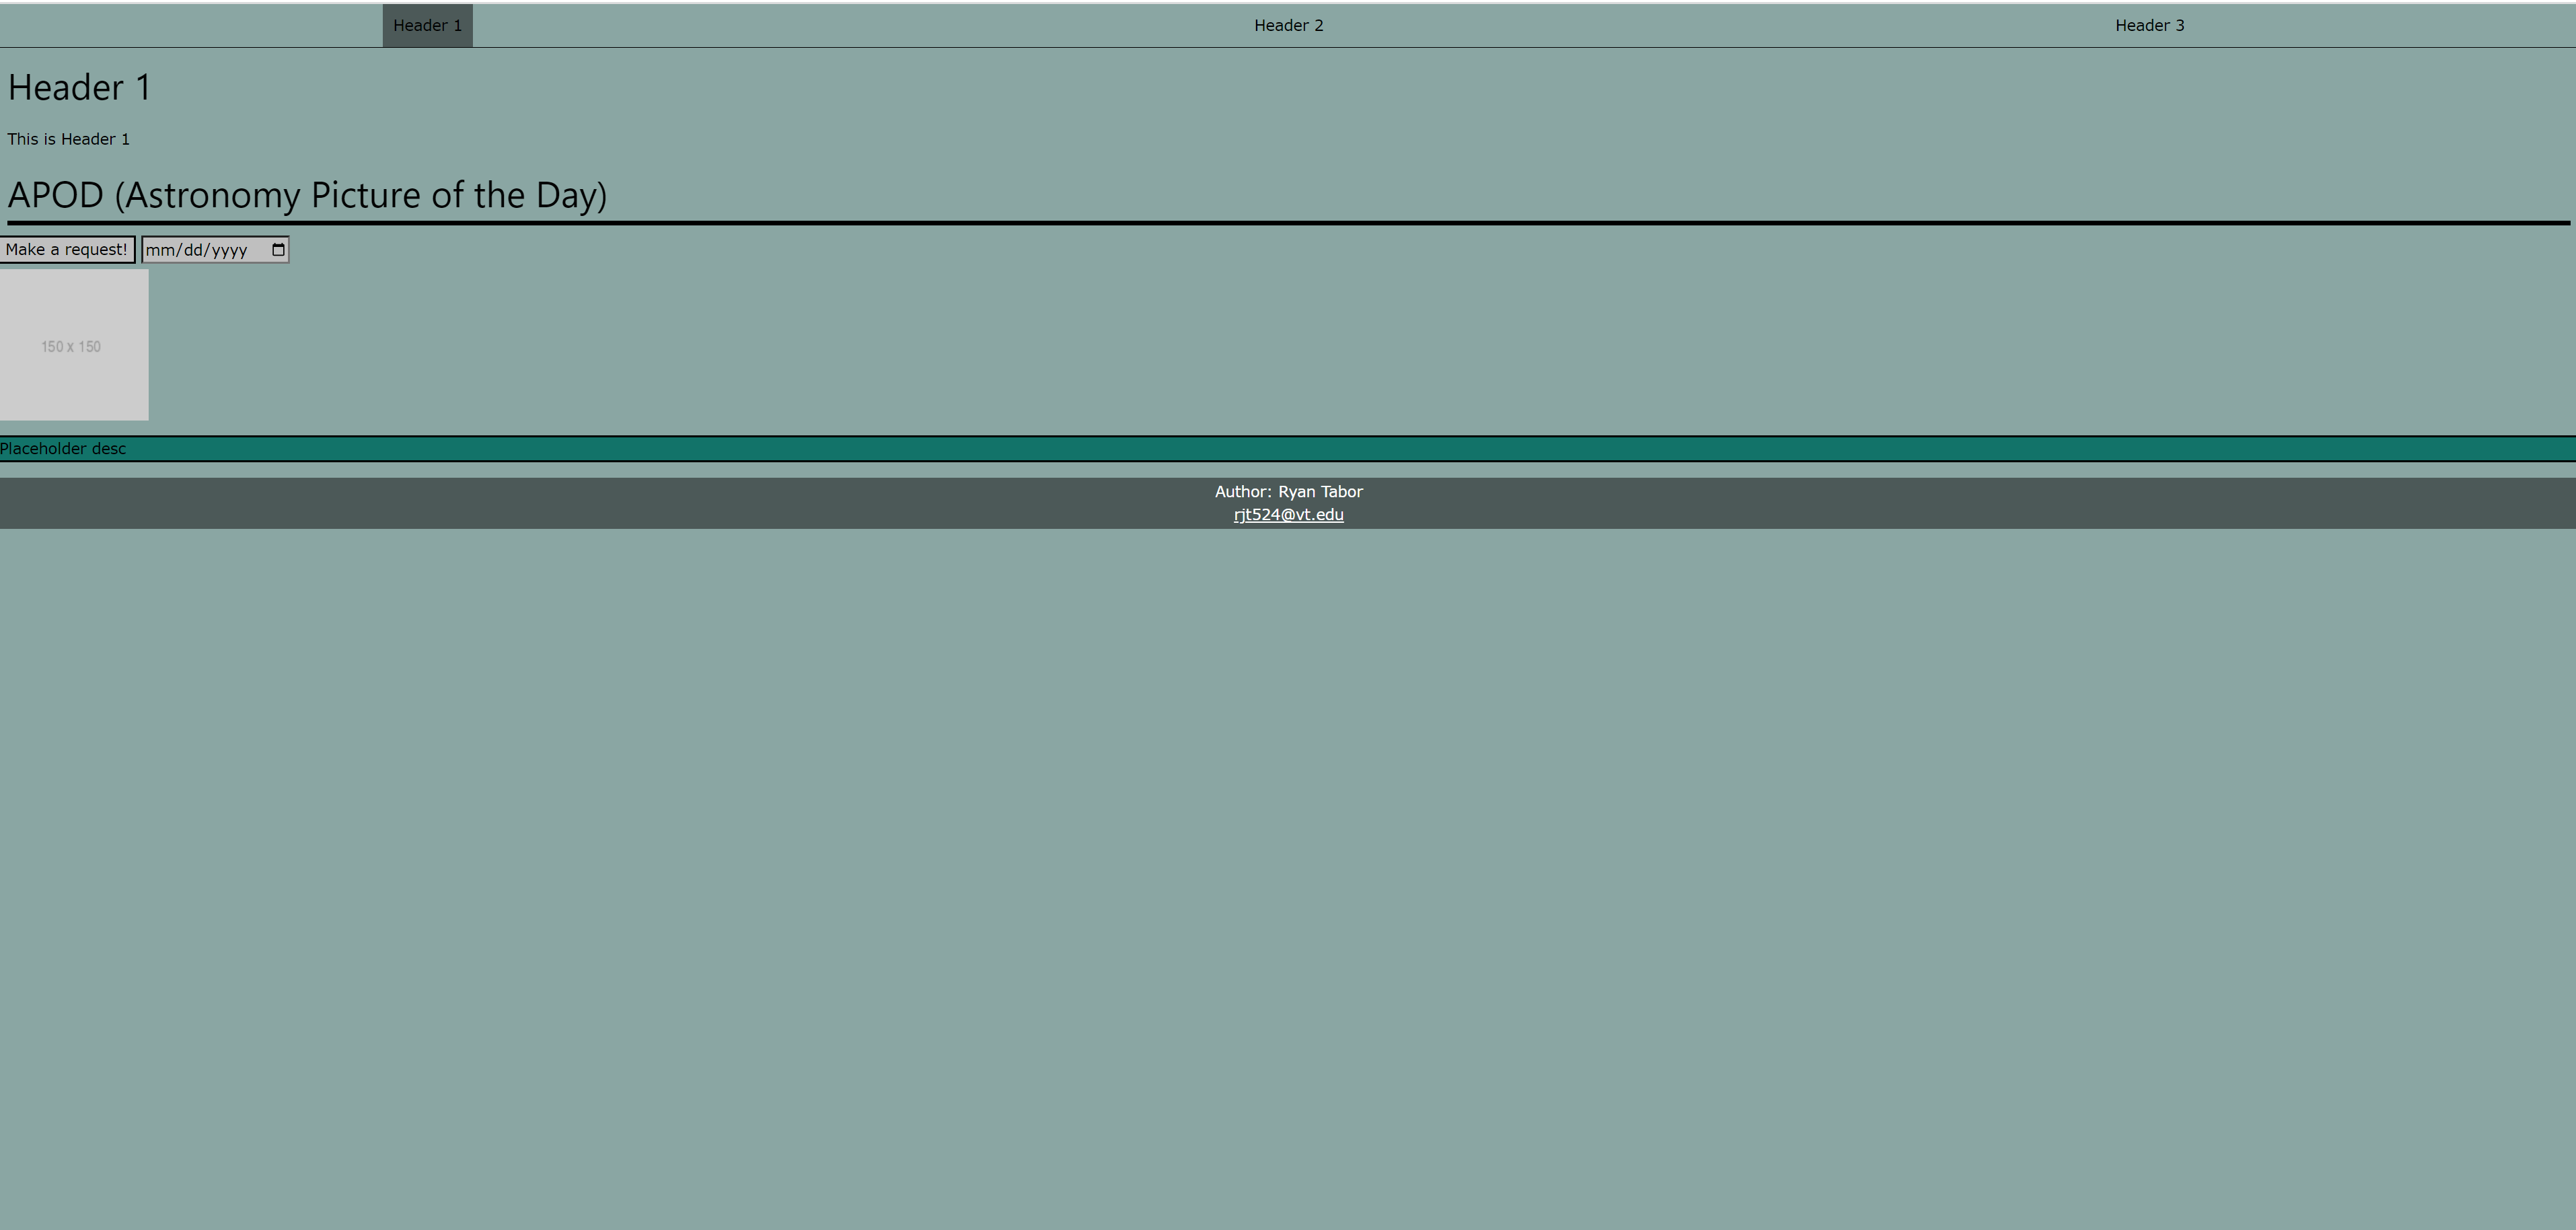 Header 1 Header 2 Header 3
Header 1
This is Header 1
APOD (Astronomy Picture of the Day)
Make a request! mm/dd/yyyy
150 x 150
Placeholder desc
Author: Ryan Tabor
rjt524@vt.edu